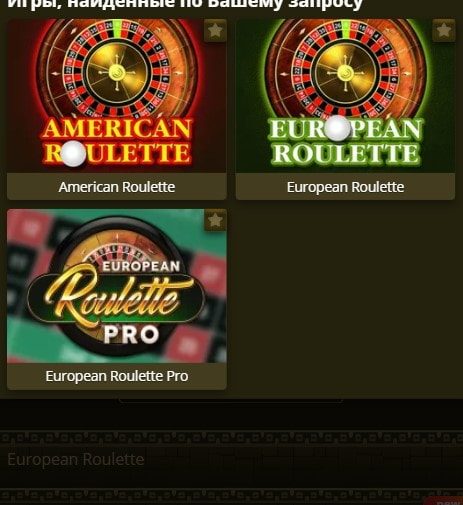 Игры, найденные по Вашему запросу
AMERICAN
ROULETTE
EUROPEAN
ROULETTE
American Roulette
European Roulette
EUROPEAN
Roulette
PRO
European Roulette Pro
European Roulette